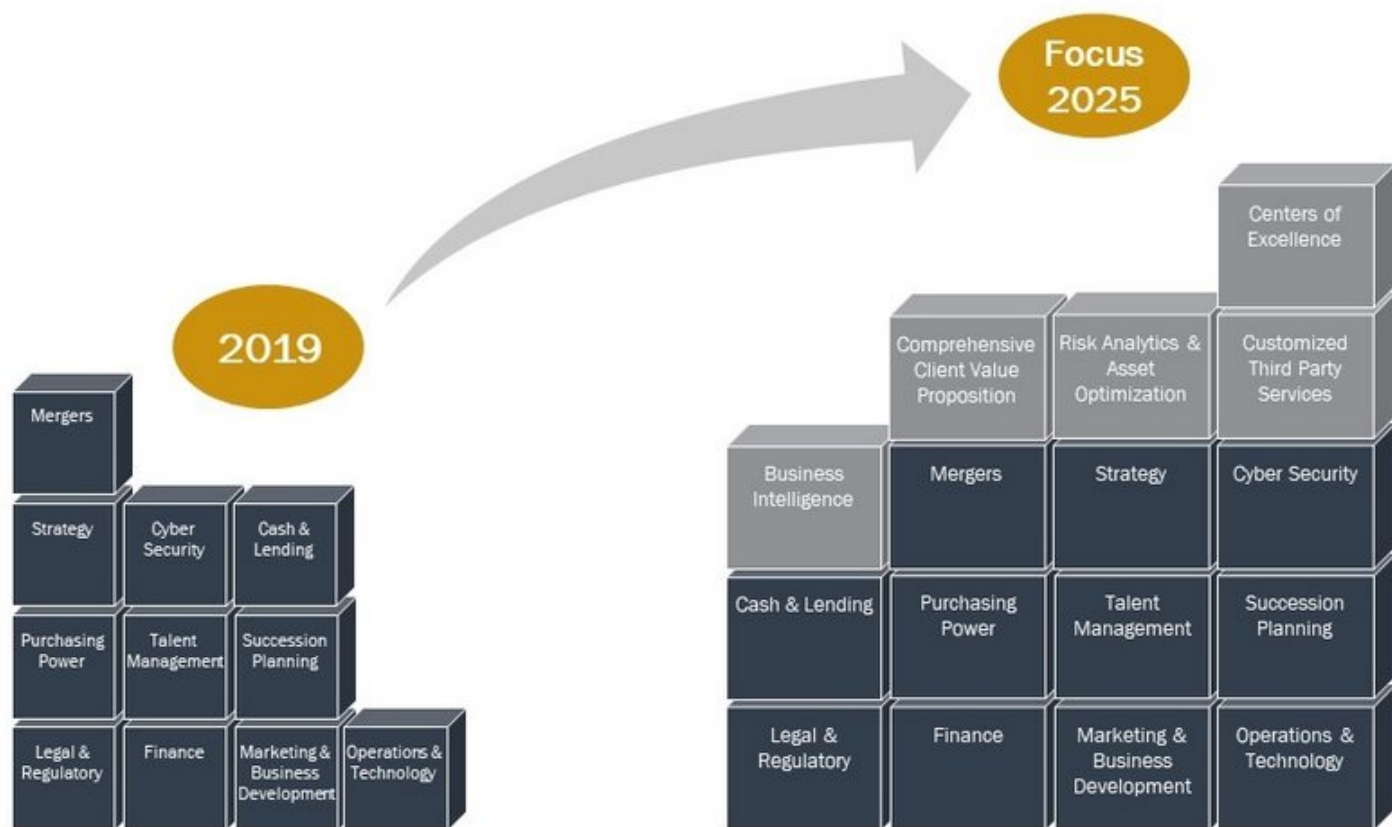 Focus
2025
2019
Mergers
Strategy
Cyber
Security
Cash &
Lending
Purchasing
Power
Talent
Management
Succession
Planning
Legal &
Regulatory
Finance
Marketing &
Business
Development
Operations &
Technology
Centers of
Excellence
Comprehensive
Client Value
Proposition
Risk Analytics &
Asset
Optimization
Customized
Third Party
Services
Business
Intelligence
Mergers
Strategy
Cyber Security
Cash & Lending
Purchasing
Power
Talent
Management
Succession
Planning
Legal &
Regulatory
Finance
Marketing &
Business
Development
Operations &
Technology